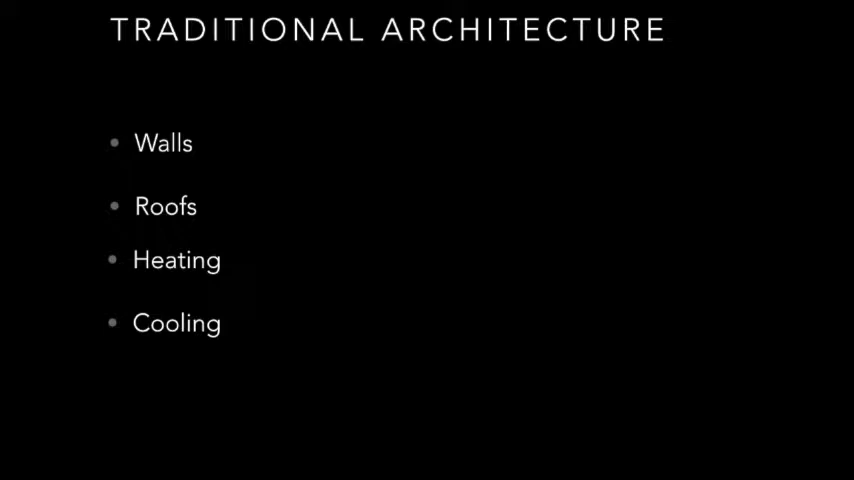 TRADITIONAL ARCHITECTURE
• Walls
• Roofs
• Heating
• Cooling